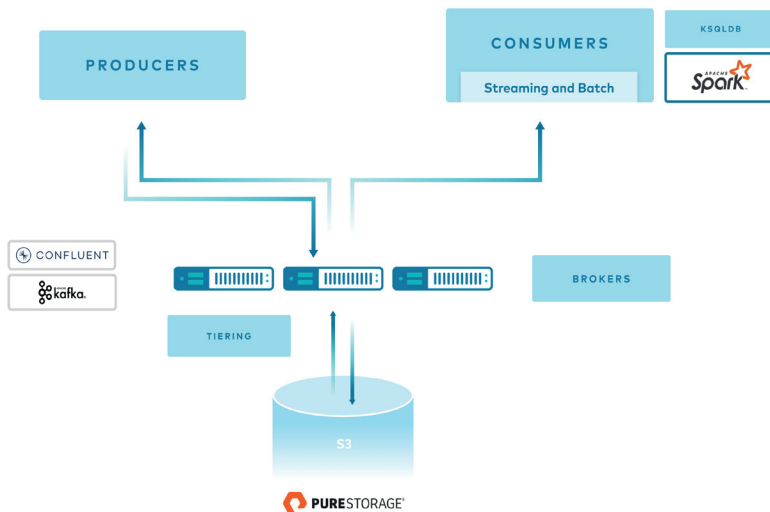 PRODUCERS
CONSUMERS
Streaming and Batch
KSQLDB
APACHE
Spark
CONFLUENT
kafka
BROKERS
TIERING
S3
PURESTORAGE